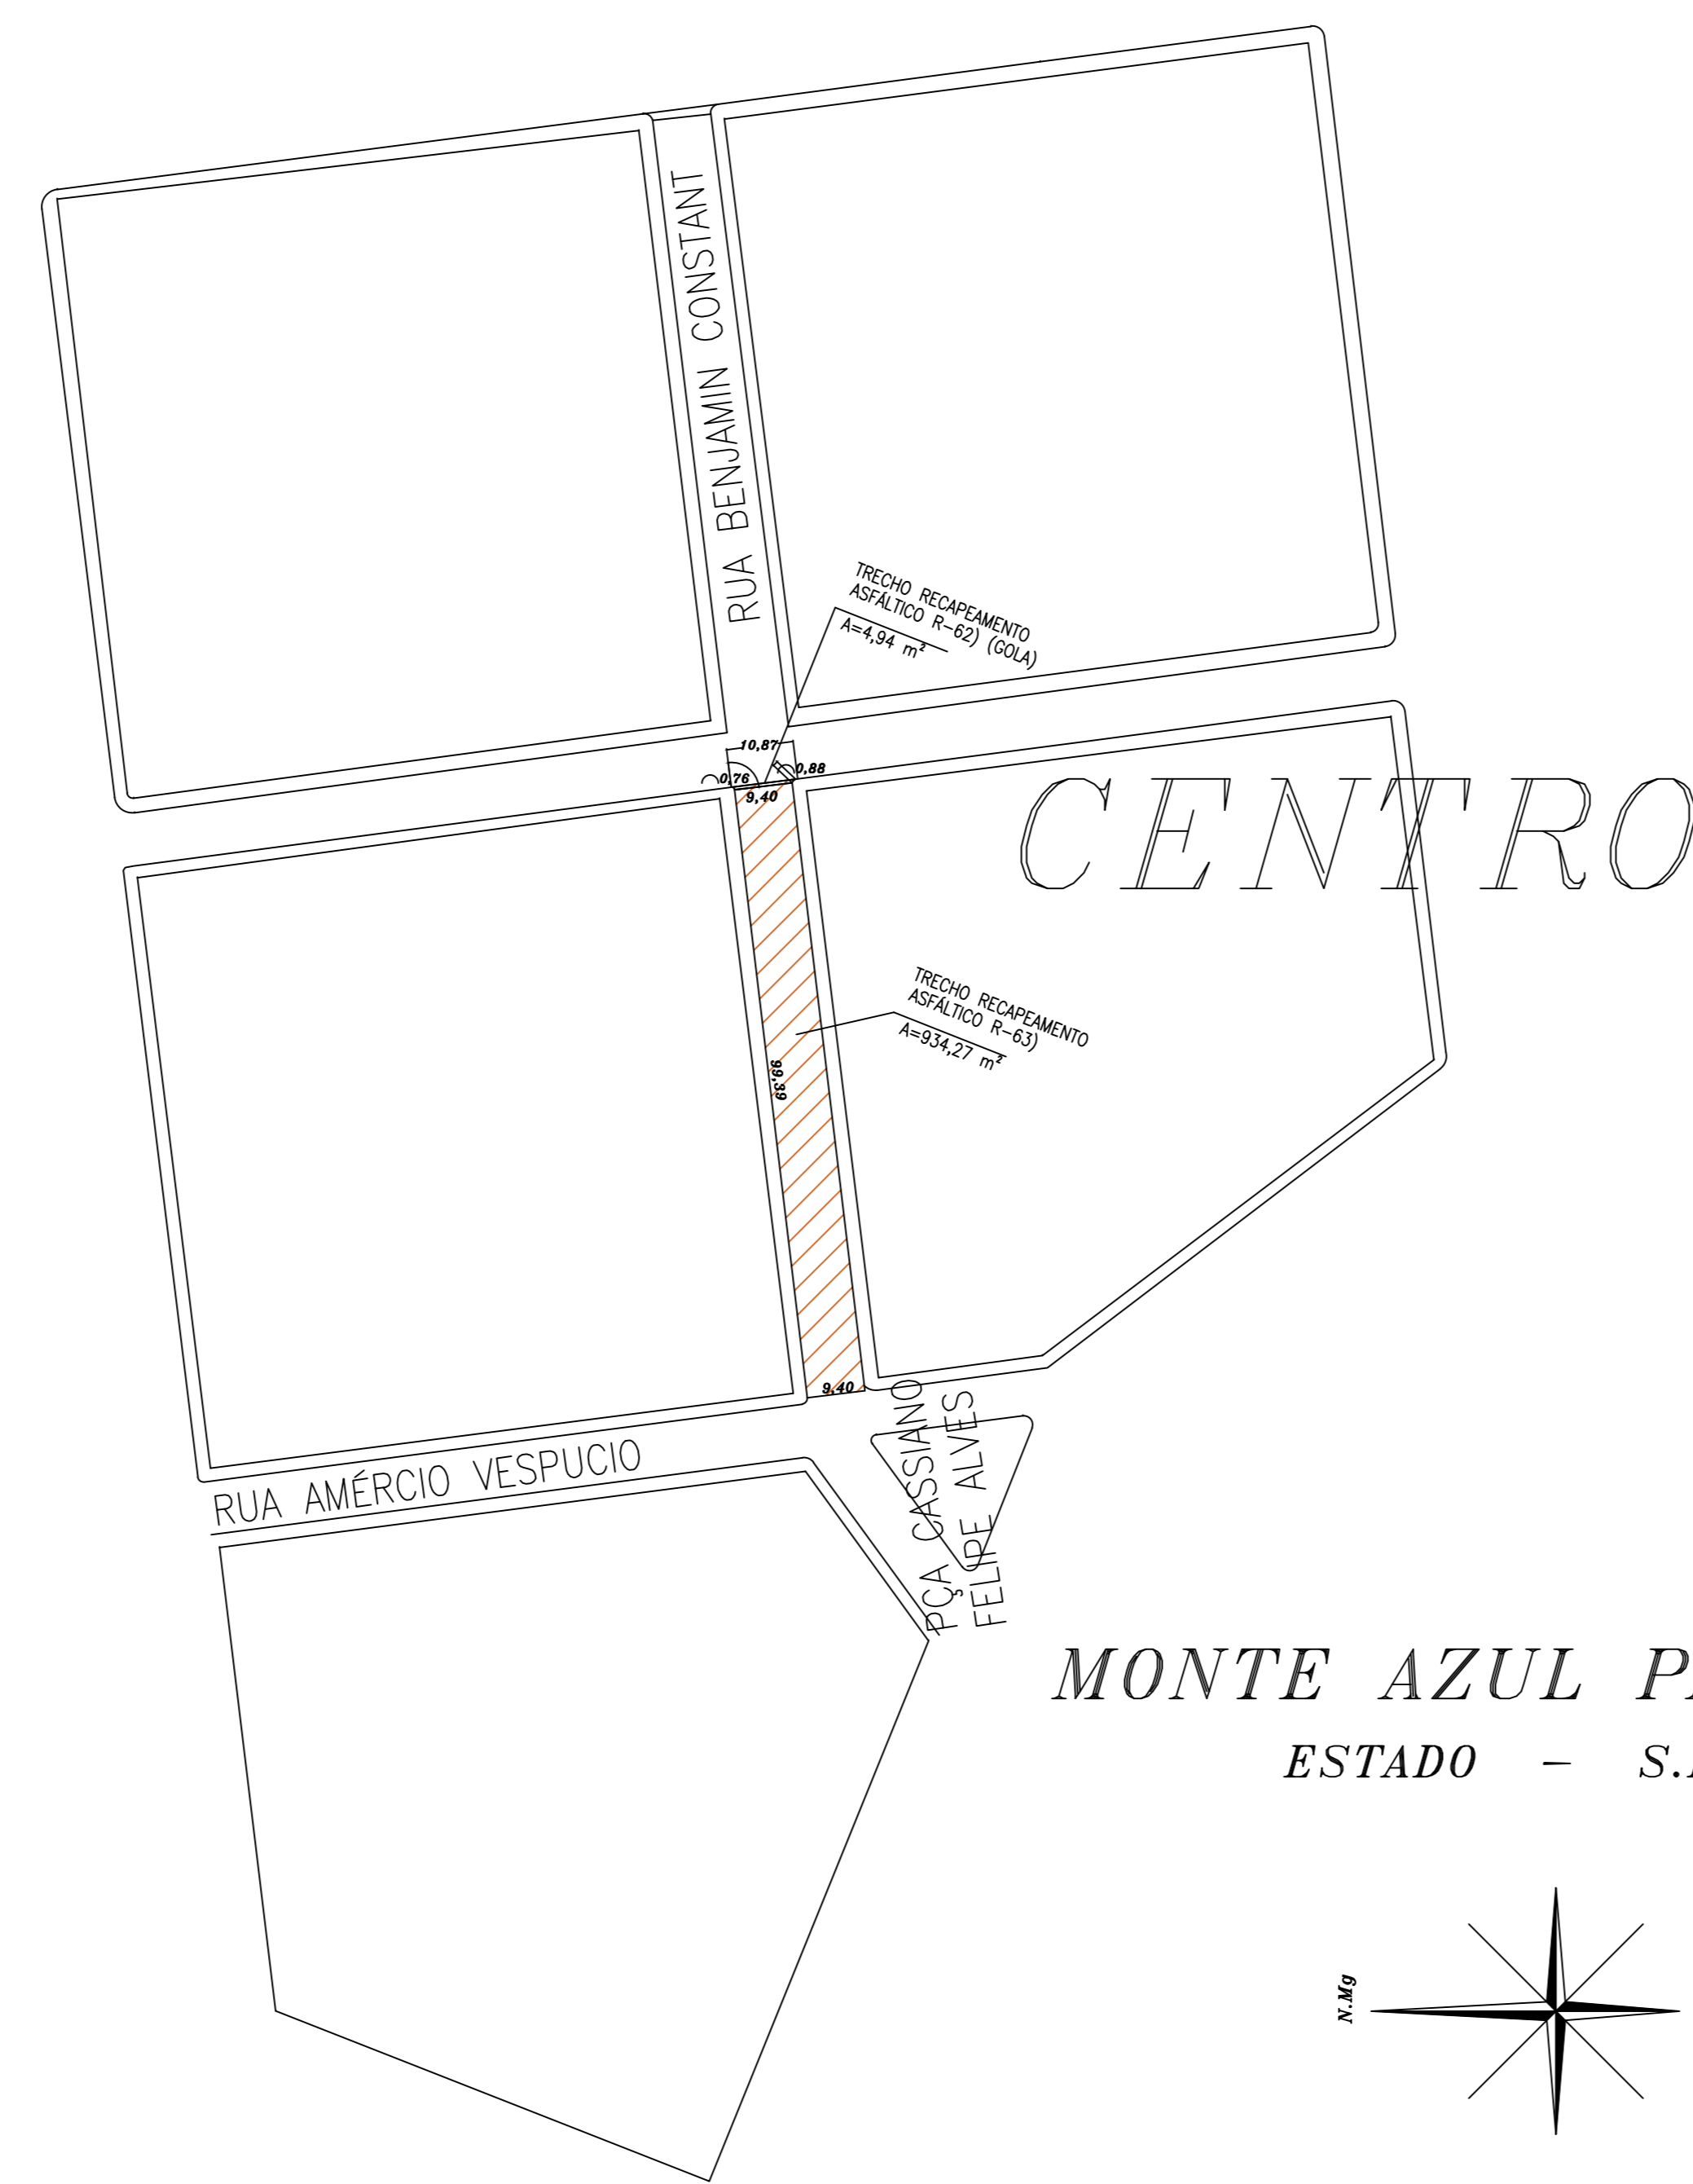 RUA BENJAMIN CONSTANT
TRECHO RECAPEAMENTO
ASFÁLTICO R-62) (GOLA)
A=4,94 m²
10,87
0,76
0,88
9,40
CENTRO
TRECHO RECAPEAMENTO
ASFÁLTICO R-63)
A=934,27 m²
99,39
9,40
RUA AMÉRCIO VESPUCIO
PÇA CASSIANO
FELIPE ALVES
MONTE AZUL
ESTADO - S.
N.Mg